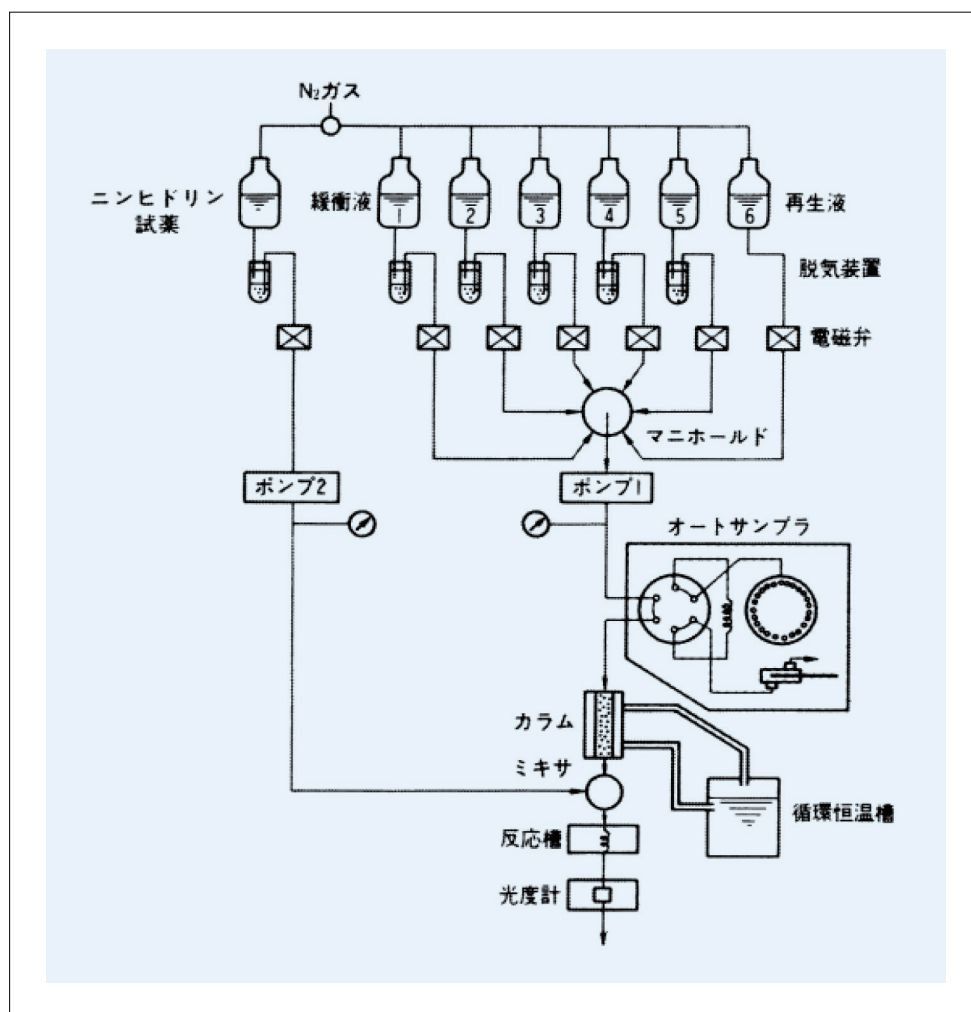 N₂ガス
ニンヒドリン
試薬
緩衝液
1
2
3
4
5
6
再生液
脱気装置
電磁弁
マニホールド
ポンプ2
ポンプ1
オートサンプラ
カラム
ミキサ
循環恒温槽
反応槽
光度計